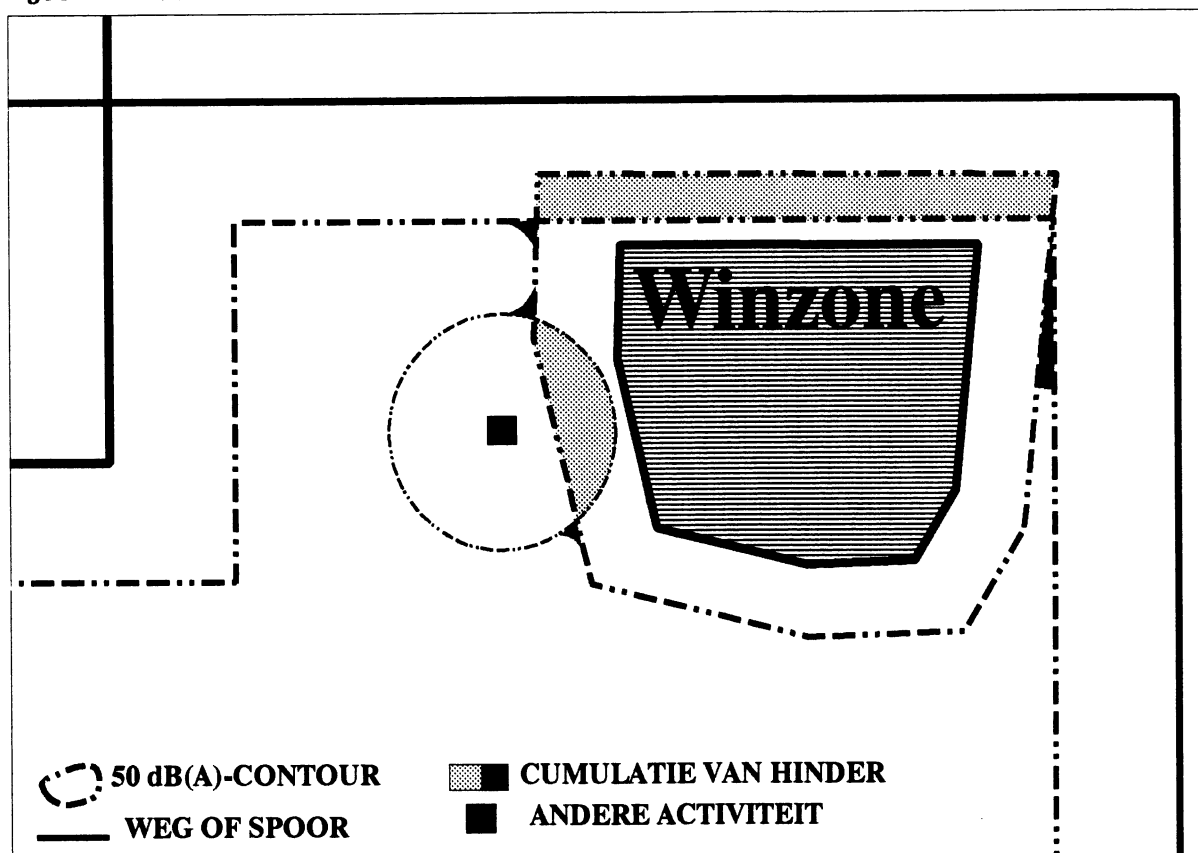 Winzone
50 dB(A)-CONTOUR
CUMULATIE VAN HINDER
WEG OF SPOOR
ANDERE ACTIVITEIT